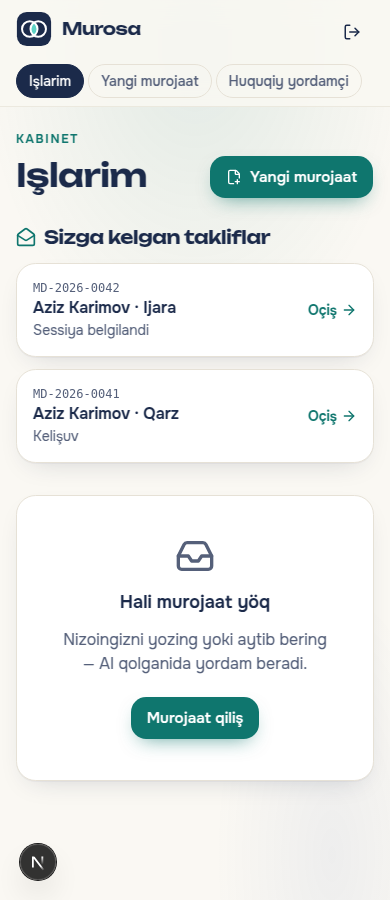 Murosa
Işlarim
Yangi murojaat
Huquqiy yordamçi
KABINET
Işlarim
Yangi murojaat
Sizga kelgan takliflar
MD-2026-0042
Aziz Karimov · Ijara
Sessiya belgilandi
Oçiş →
MD-2026-0041
Aziz Karimov · Qarz
Kelişuv
Oçiş →
Hali murojaat yöq
Nizoingizni yozing yoki aytib bering
— AI qolganida yordam beradi.
Murojaat qiliş
N